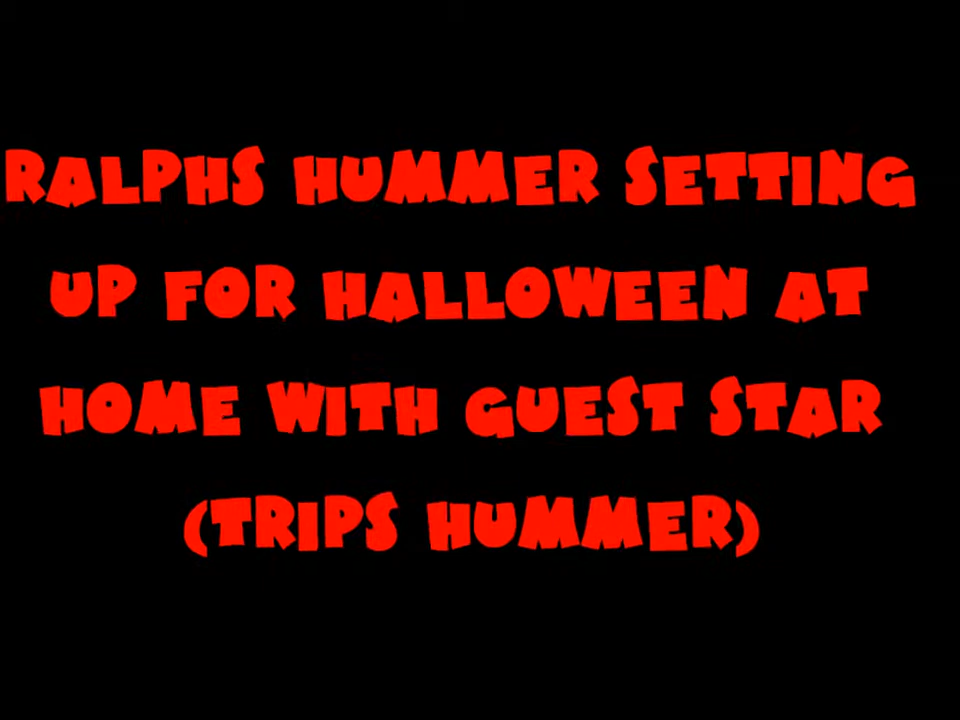 RALPHS HUMMER SETTING
UP FOR HALLOWEEN AT
HOME WITH GUEST STAR
(TRIPS HUMMER)